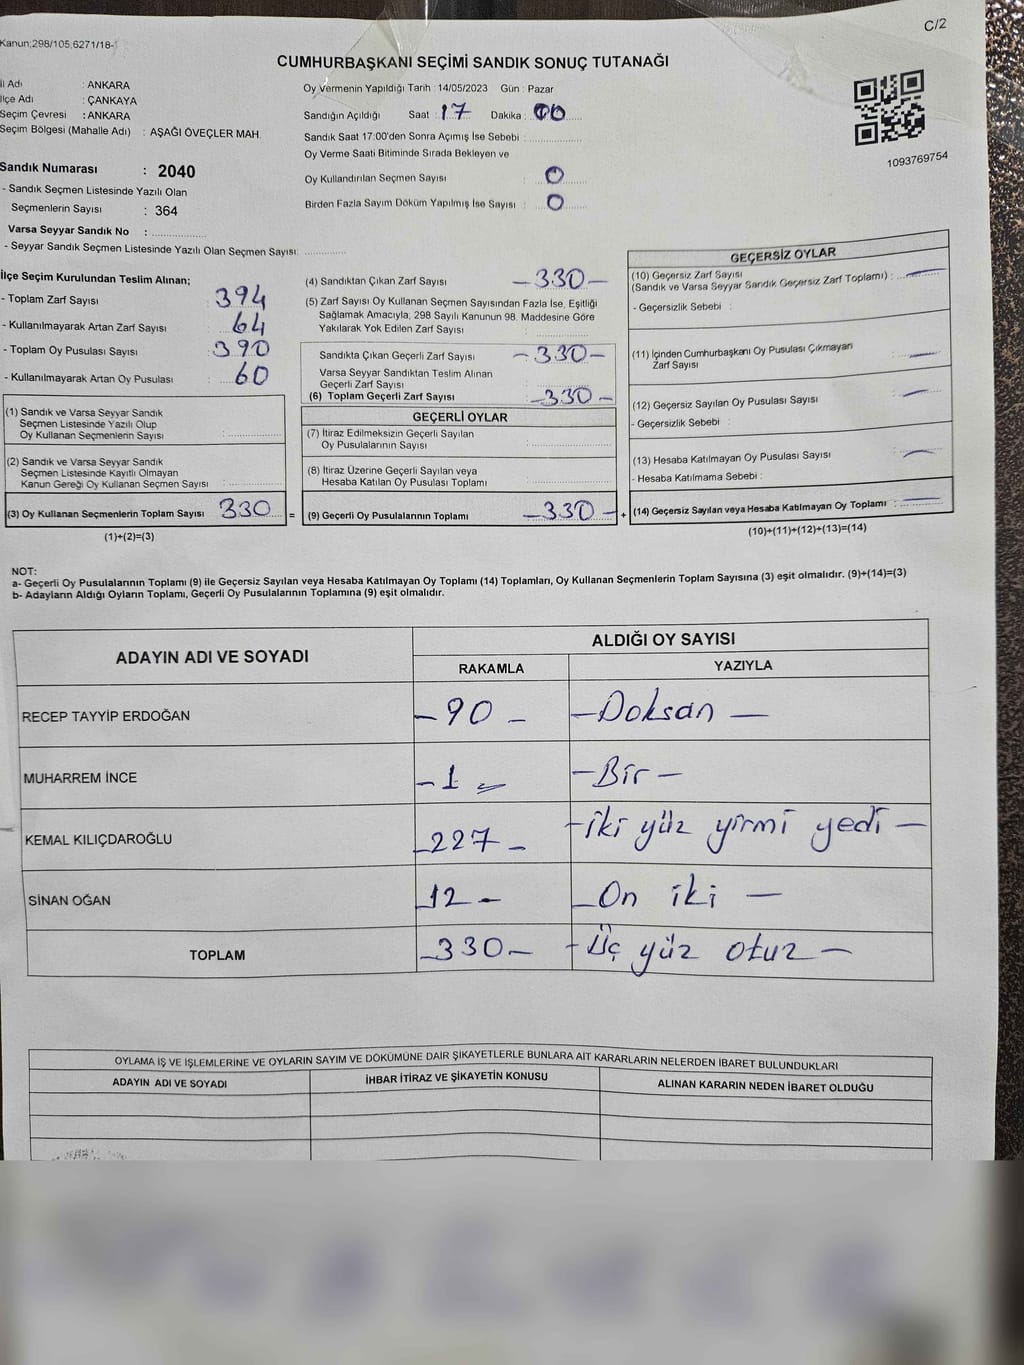 C/2
Kanun;298/105,6271/18-
CUMHURBAŞKANI SEÇİMİ SANDIK SONUÇ TUTANAĞI
İl Adı : ANKARA
İlçe Adı : ÇANKAYA
Seçim Çevresi : ANKARA
Seçim Bölgesi (Mahalle Adı) : AŞAĞI ÖVEÇLER MAH.
Sandık Numarası : 2040
- Sandık Seçmen Listesinde Yazılı Olan
Seçmenlerin Sayısı : 364
Varsa Seyyar Sandık No : ..............
- Seyyar Sandık Seçmen Listesinde Yazılı Olan Seçmen Sayısı: ............
Oy Vermenin Yapıldığı Tarih : 14/05/2023 Gün : Pazar
Sandığın Açıldığı Saat : 17 Dakika : 00
Sandık Saat 17:00'den Sonra Açımış İse Sebebi : ..............
Oy Verme Saati Bitiminde Sırada Bekleyen ve
Oy Kullandırılan Seçmen Sayısı : 0
Birden Fazla Sayım Döküm Yapılmış İse Sayısı : 0
1093769754
İlçe Seçim Kurulundan Teslim Alınan;
- Toplam Zarf Sayısı : 394
- Kullanılmayarak Artan Zarf Sayısı : 64
- Toplam Oy Pusulası Sayısı : 390
- Kullanılmayarak Artan Oy Pusulası : 60
(1) Sandık ve Varsa Seyyar Sandık
Seçmen Listesinde Yazılı Olup
Oy Kullanan Seçmenlerin Sayısı : ..............
(2) Sandık ve Varsa Seyyar Sandık
Seçmen Listesinde Kayıtlı Olmayan
Kanun Gereği Oy Kullanan Seçmen Sayısı : ..............
(3) Oy Kullanan Seçmenlerin Toplam Sayısı : 330 =
(1)+(2)=(3)
(4) Sandıktan Çıkan Zarf Sayısı : -330-
(5) Zarf Sayısı Oy Kullanan Seçmen Sayısından Fazla İse, Eşitliği
Sağlamak Amacıyla, 298 Sayılı Kanunun 98. Maddesine Göre
Yakılarak Yok Edilen Zarf Sayısı : ..............
Sandıkta Çıkan Geçerli Zarf Sayısı : -330-
Varsa Seyyar Sandıktan Teslim Alınan
Geçerli Zarf Sayısı : ..............
(6) Toplam Geçerli Zarf Sayısı : -330-
GEÇERLİ OYLAR
(7) İtiraz Edilmeksizin Geçerli Sayılan
Oy Pusulalarının Sayısı : ..............
(8) İtiraz Üzerine Geçerli Sayılan veya
Hesaba Katılan Oy Pusulası Toplamı : ..............
(9) Geçerli Oy Pusulalarının Toplamı : -330- +
GEÇERSİZ OYLAR
(10) Geçersiz Zarf Sayısı
(Sandık ve Varsa Seyyar Sandık Geçersiz Zarf Toplamı) : —
- Geçersizlik Sebebi :
(11) İçinden Cumhurbaşkanı Oy Pusulası Çıkmayan
Zarf Sayısı : —
(12) Geçersiz Sayılan Oy Pusulası Sayısı : —
- Geçersizlik Sebebi :
(13) Hesaba Katılmayan Oy Pusulası Sayısı : —
- Hesaba Katılmama Sebebi :
(14) Geçersiz Sayılan veya Hesaba Katılmayan Oy Toplamı : —
(10)+(11)+(12)+(13)=(14)
NOT:
a- Geçerli Oy Pusulalarının Toplamı (9) ile Geçersiz Sayılan veya Hesaba Katılmayan Oy Toplamı (14) Toplamları, Oy Kullanan Seçmenlerin Toplam Sayısına (3) eşit olmalıdır. (9)+(14)=(3)
b- Adayların Aldığı Oyların Toplamı, Geçerli Oy Pusulalarının Toplamına (9) eşit olmalıdır.
ADAYIN ADI VE SOYADI ALDIĞI OY SAYISI
RAKAMLA YAZIYLA
RECEP TAYYİP ERDOĞAN -90- -Doksan-
MUHARREM İNCE -1- -Bir-
KEMAL KILIÇDAROĞLU -227- -iki yüz yirmi yedi-
SİNAN OĞAN -12- -On iki-
TOPLAM -330- -Üç yüz otuz-
OYLAMA İŞ VE İŞLEMLERİNE VE OYLARIN SAYIM VE DÖKÜMÜNE DAİR ŞİKAYETLERLE BUNLARA AİT KARARLARIN NELERDEN İBARET BULUNDUKLARI
ADAYIN ADI VE SOYADI İHBAR İTİRAZ VE ŞİKAYETİN KONUSU ALINAN KARARIN NEDEN İBARET OLDUĞU